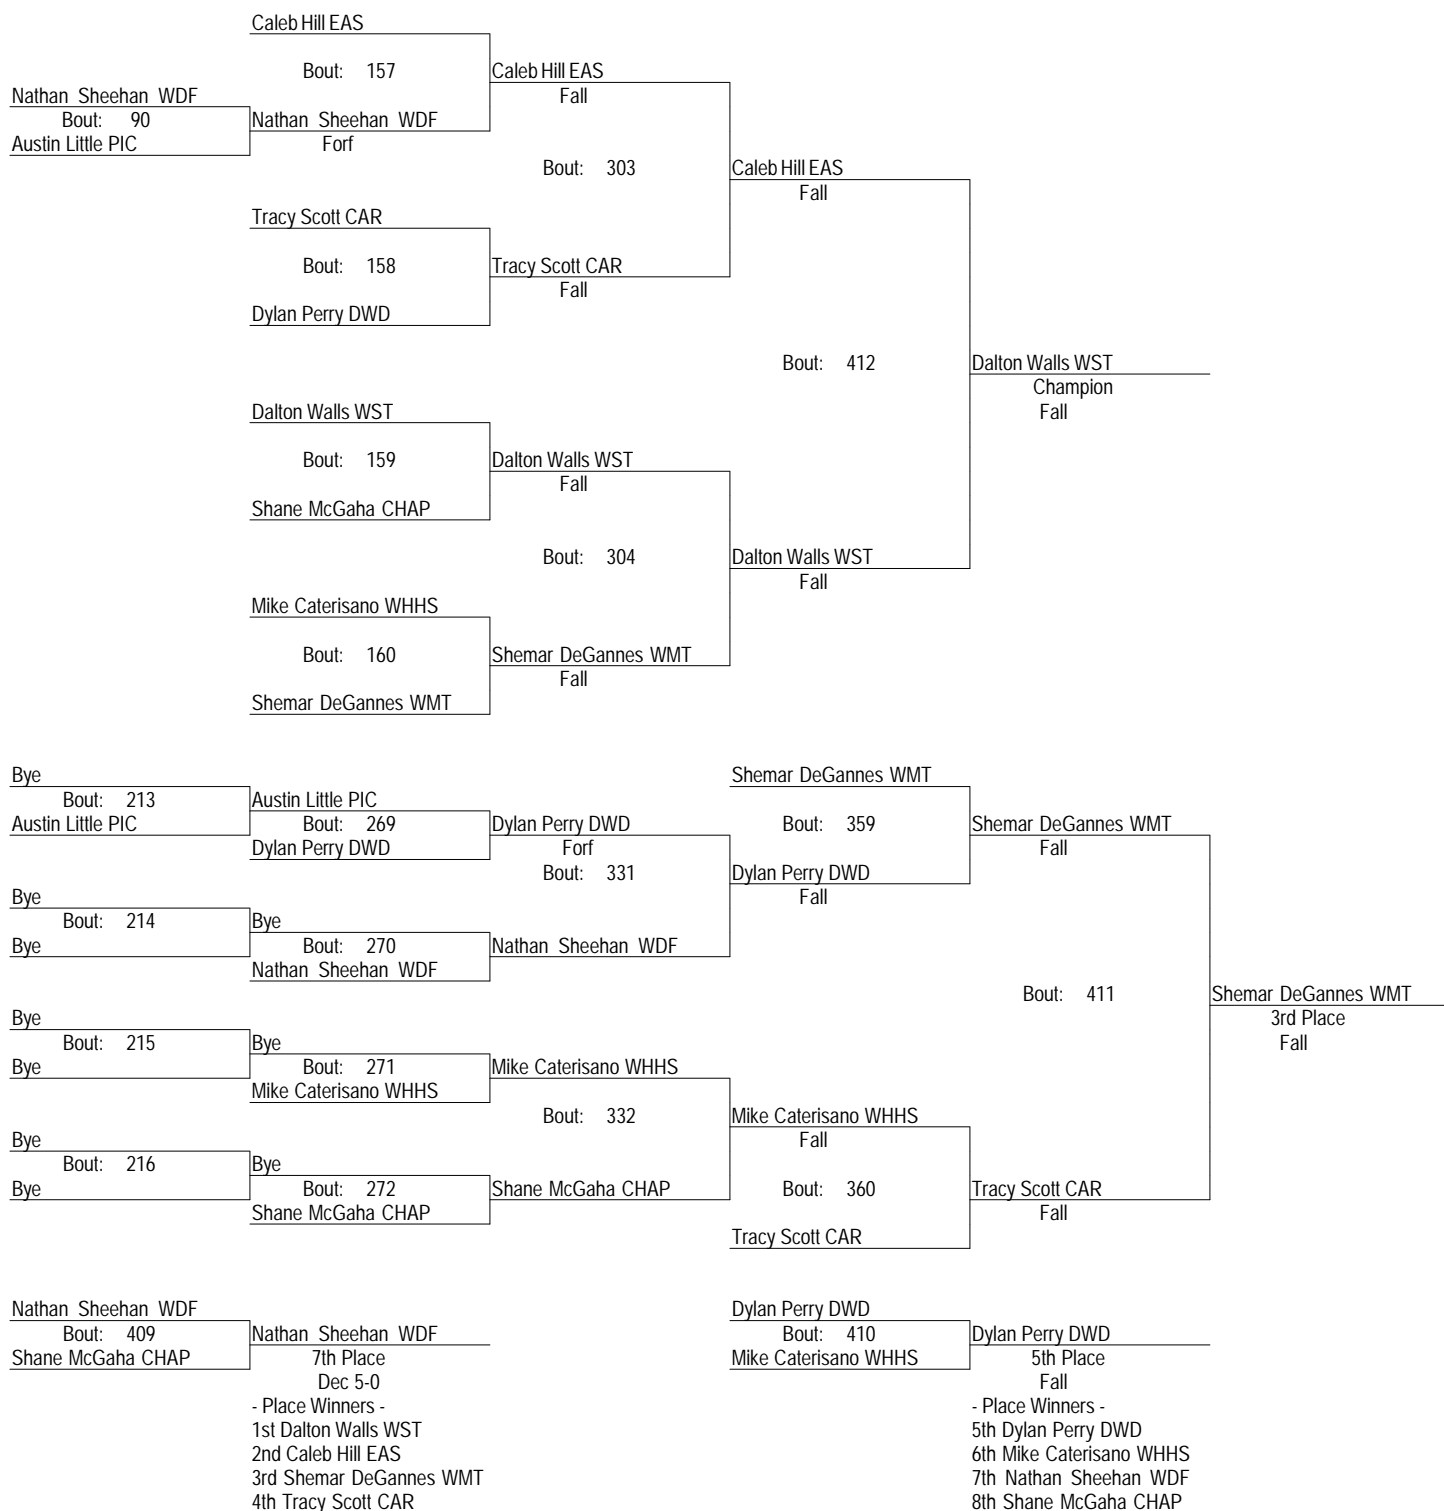 Caleb Hill EAS
Bout: 157
Caleb Hill EAS
Fall
Nathan Sheehan WDF
Bout: 90
Austin Little PIC
Nathan Sheehan WDF
Forf
Bout: 303
Caleb Hill EAS
Fall
Tracy Scott CAR
Bout: 158
Tracy Scott CAR
Fall
Dylan Perry DWD
Bout: 412
Dalton Walls WST
Champion
Fall
Dalton Walls WST
Bout: 159
Dalton Walls WST
Fall
Shane McGaha CHAP
Bout: 304
Dalton Walls WST
Fall
Mike Caterisano WHHS
Bout: 160
Shemar DeGannes WMT
Fall
Shemar DeGannes WMT
Bye
Bout: 213
Austin Little PIC
Austin Little PIC
Bout: 269
Dylan Perry DWD
Dylan Perry DWD
Forf
Bout: 331
Shemar DeGannes WMT
Bout: 359
Dylan Perry DWD
Fall
Shemar DeGannes WMT
Fall
Bye
Bout: 214
Bye
Bye
Bout: 270
Nathan Sheehan WDF
Nathan Sheehan WDF
Bout: 411
Shemar DeGannes WMT
3rd Place
Fall
Bye
Bout: 215
Bye
Bye
Bout: 271
Mike Caterisano WHHS
Mike Caterisano WHHS
Bout: 332
Mike Caterisano WHHS
Fall
Bye
Bout: 216
Bye
Bye
Bout: 272
Shane McGaha CHAP
Shane McGaha CHAP
Bout: 360
Tracy Scott CAR
Tracy Scott CAR
Fall
Nathan Sheehan WDF
Bout: 409
Shane McGaha CHAP
Nathan Sheehan WDF
7th Place
Dec 5-0
- Place Winners -
1st Dalton Walls WST
2nd Caleb Hill EAS
3rd Shemar DeGannes WMT
4th Tracy Scott CAR
Dylan Perry DWD
Bout: 410
Mike Caterisano WHHS
Dylan Perry DWD
5th Place
Fall
- Place Winners -
5th Dylan Perry DWD
6th Mike Caterisano WHHS
7th Nathan Sheehan WDF
8th Shane McGaha CHAP